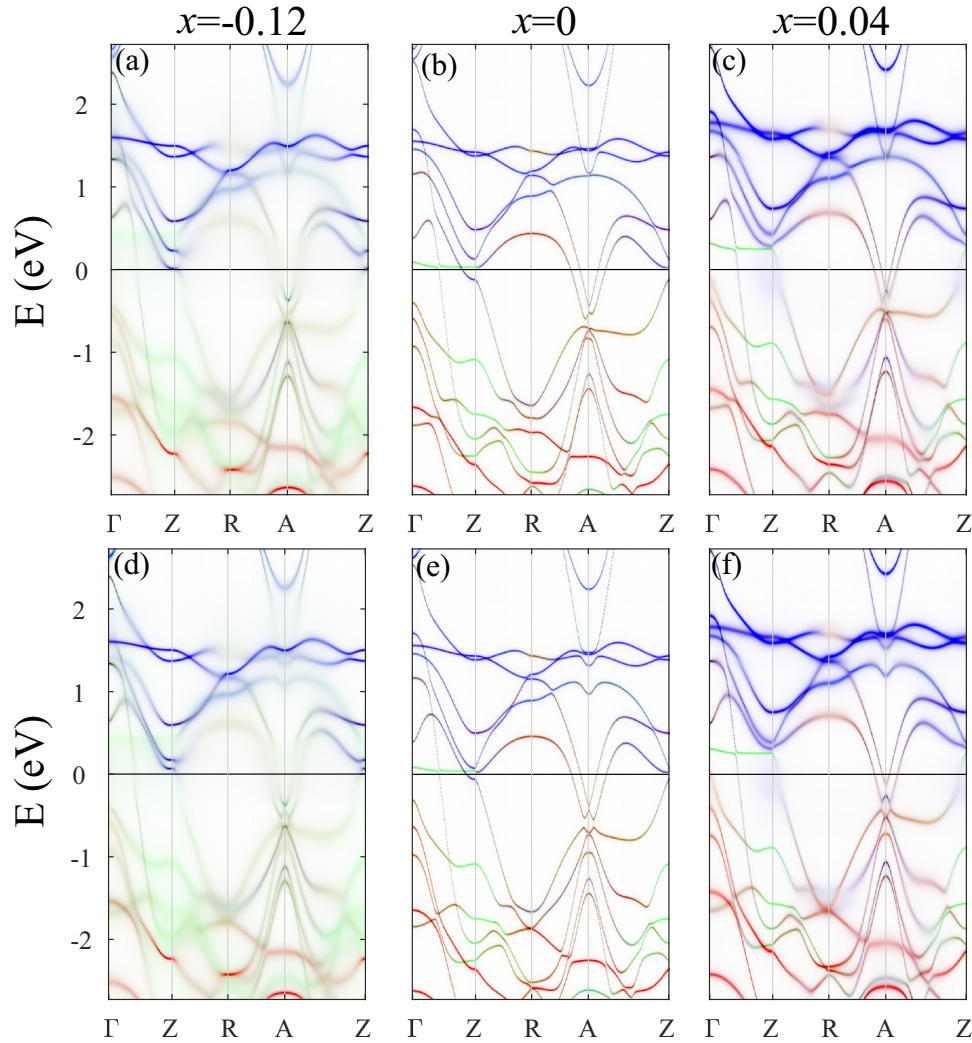 x=-0.12 x=0 x=0.04
(a) (b) (c)
2
1
0
-1
-2
E (eV)
Γ Z R A Z Γ Z R A Z Γ Z R A Z
(d) (e) (f)
2
1
0
-1
-2
E (eV)
Γ Z R A Z Γ Z R A Z Γ Z R A Z